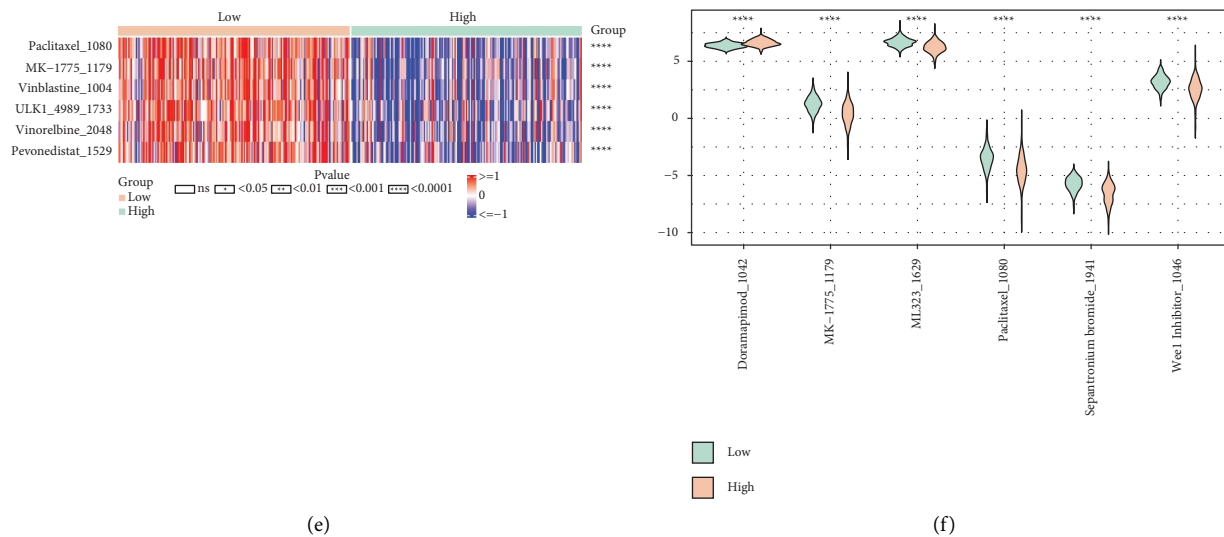 Low High
Group
Paclitaxel_1080 ****
MK−1775_1179 ****
Vinblastine_1004 ****
ULK1_4989_1733 ****
Vinorelbine_2048 ****
Pevonedistat_1529 ****
Pvalue
Group
ns * <0.05 ** <0.01 *** <0.001 **** <0.0001
Low
High
>=1
0
<=−1
(e)
**** **** **** **** **** ****
5
0
−5
−10
Doramapimod_1042
MK−1775_1179
ML323_1629
Paclitaxel_1080
Sepantronium bromide_1941
Wee1 Inhibitor_1046
Low
High
(f)